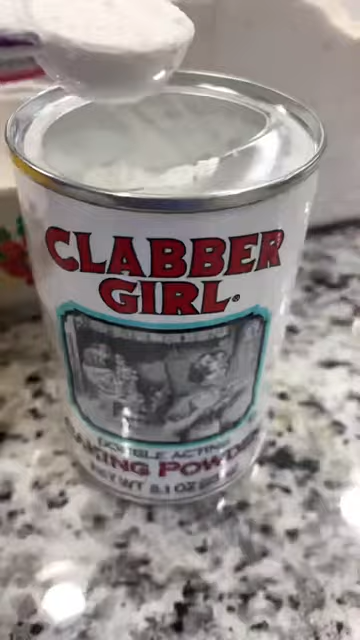 CLABBER
GIRL®
DOUBLE ACTING
BAKING POWDER
NET WT 8.1 OZ